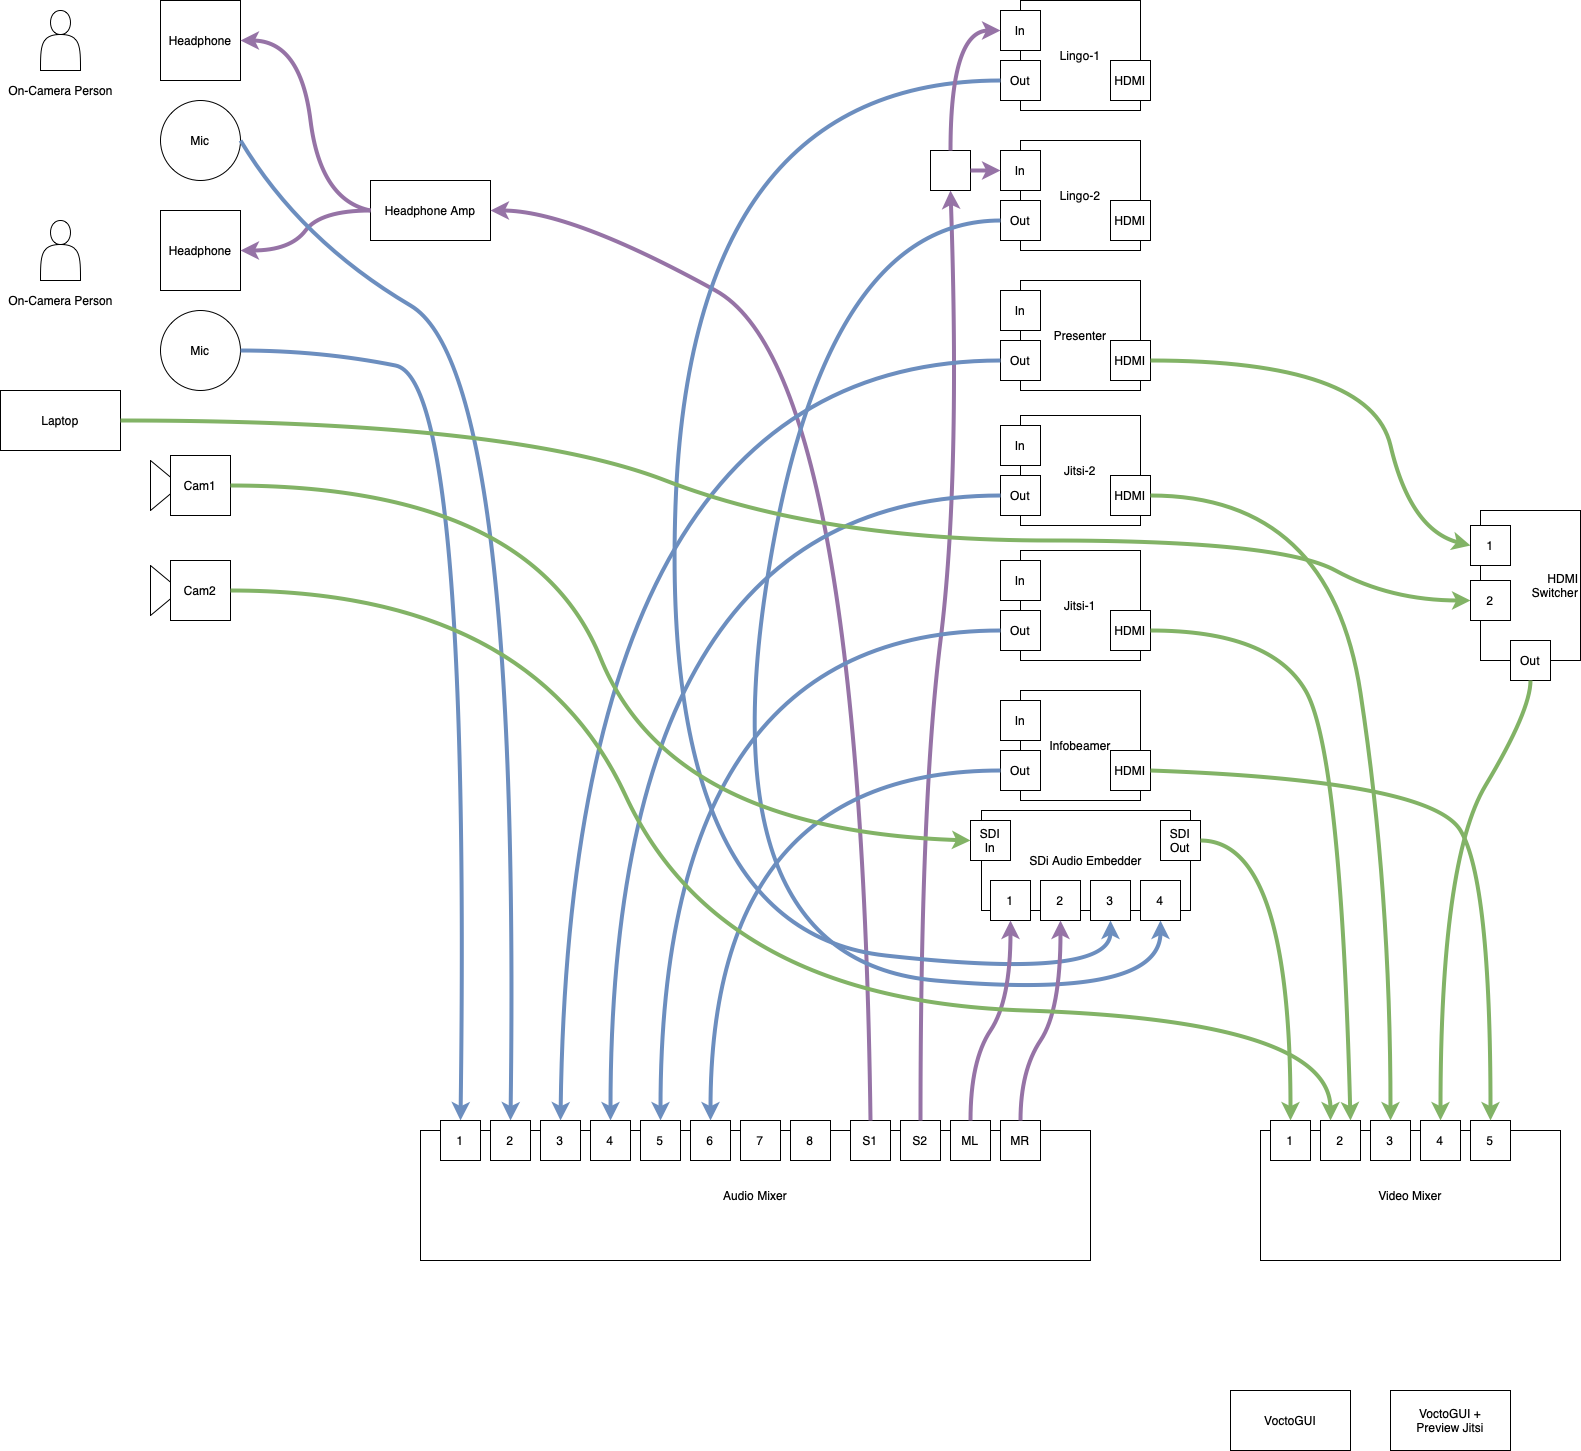 On-Camera Person
Headphone
Mic
On-Camera Person
Headphone
Mic
Headphone Amp
Laptop
Cam1
Cam2
In
Out
Lingo-1
HDMI
In
Out
Lingo-2
HDMI
In
Out
Presenter
HDMI
In
Out
Jitsi-2
HDMI
In
Out
Jitsi-1
HDMI
In
Out
Infobeamer
HDMI
1
2
HDMI
Switcher
Out
SDI
In
SDI
Out
SDi Audio Embedder
1
2
3
4
1
2
3
4
5
6
7
8
S1
S2
ML
MR
Audio Mixer
1
2
3
4
5
Video Mixer
VoctoGUI
VoctoGUI +
Preview Jitsi